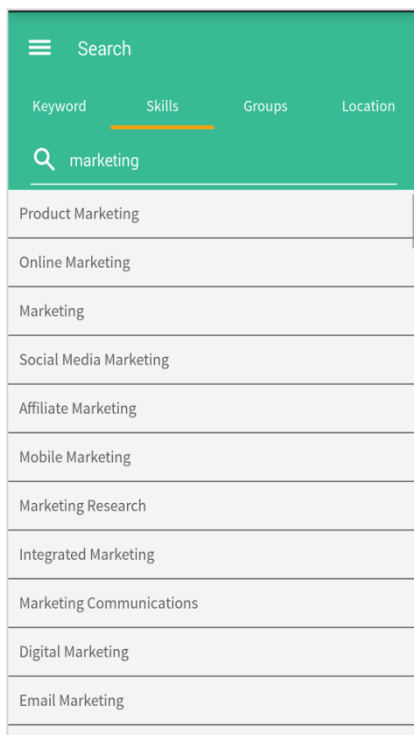 Search
Keyword Skills Groups Location
marketing
Product Marketing
Online Marketing
Marketing
Social Media Marketing
Affiliate Marketing
Mobile Marketing
Marketing Research
Integrated Marketing
Marketing Communications
Digital Marketing
Email Marketing